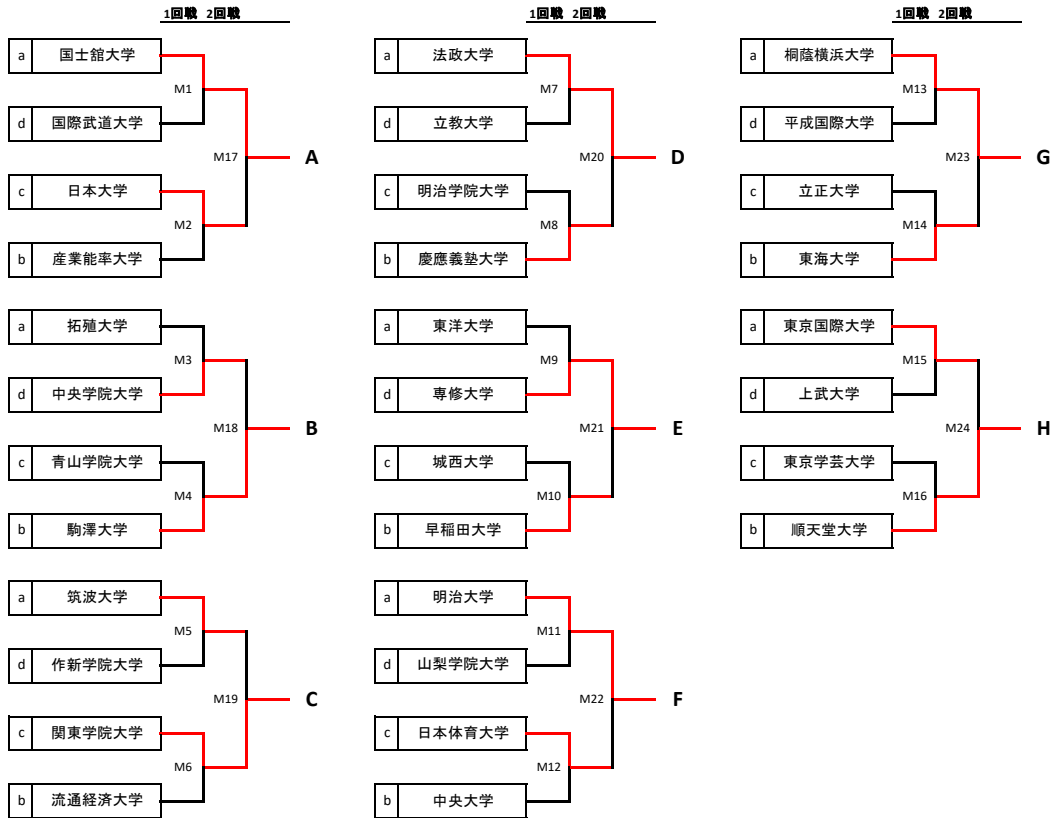 1回戦 2回戦
a 国士舘大学
M1
d 国際武道大学
M17 A
c 日本大学
M2
b 産業能率大学
a 拓殖大学
M3
d 中央学院大学
M18 B
c 青山学院大学
M4
b 駒澤大学
a 筑波大学
M5
d 作新学院大学
M19 C
c 関東学院大学
M6
b 流通経済大学
1回戦 2回戦
a 法政大学
M7
d 立教大学
M20 D
c 明治学院大学
M8
b 慶應義塾大学
a 東洋大学
M9
d 専修大学
M21 E
c 城西大学
M10
b 早稲田大学
a 明治大学
M11
d 山梨学院大学
M22 F
c 日本体育大学
M12
b 中央大学
1回戦 2回戦
a 桐蔭横浜大学
M13
d 平成国際大学
M23 G
c 立正大学
M14
b 東海大学
a 東京国際大学
M15
d 上武大学
M24 H
c 東京学芸大学
M16
b 順天堂大学